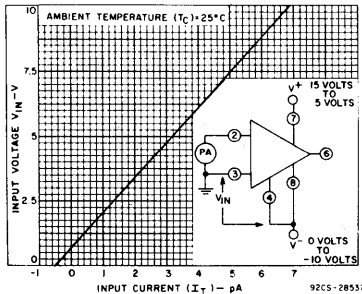 AMBIENT TEMPERATURE (TC)=25°C
10
7.5
5
2.5
0
INPUT VOLTAGE VIN-V
-1 0 1 2 3 4 5 6 7
INPUT CURRENT (IT) - pA
V+ 15 VOLTS
TO
5 VOLTS
7
2
PA
6
3
8
4
VIN
V- 0 VOLTS
TO
-10 VOLTS
92CS-28537